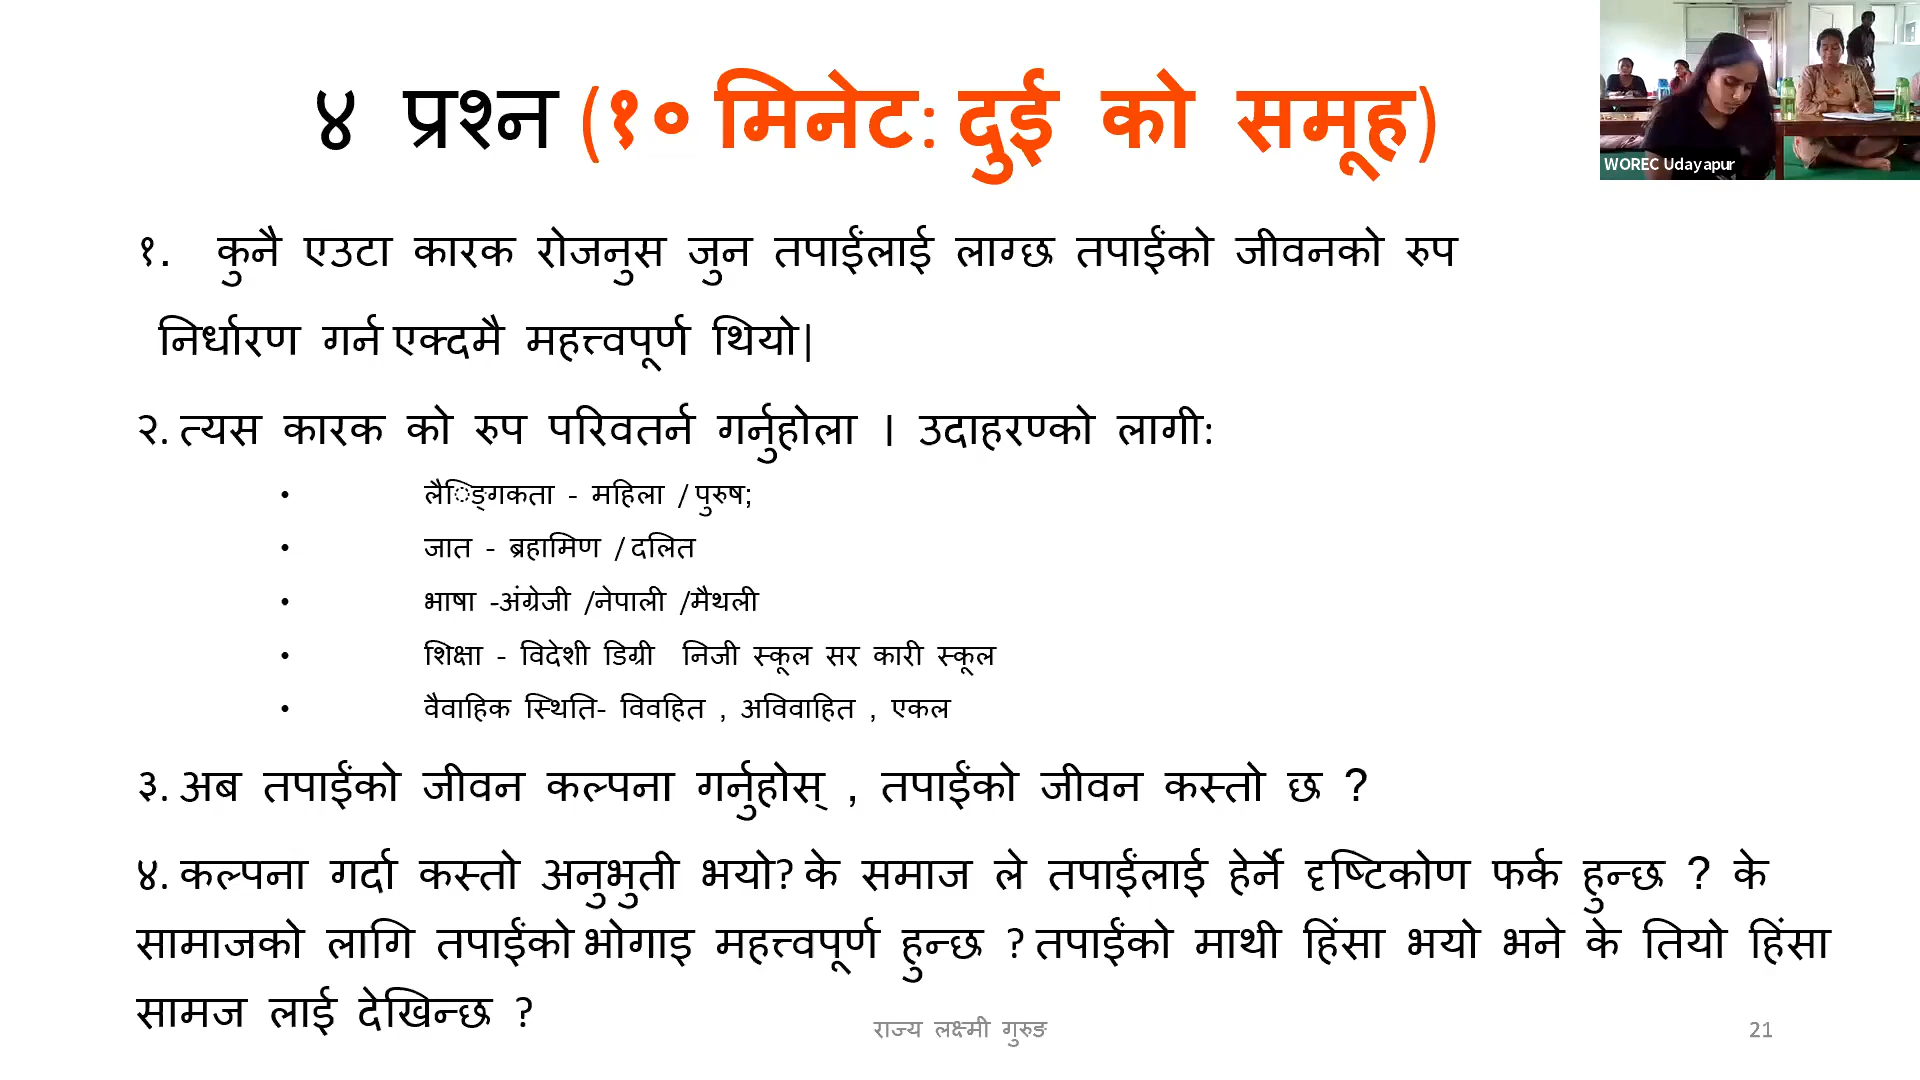 ४ प्रश्न (१० मिनेट: दुई को समूह)
WOREC Udayapur
१. कुनै एउटा कारक रोजनुस जुन तपाईंलाई लाग्छ तपाईंको जीवनको रुप
निर्धारण गर्न एक्दमै महत्त्वपूर्ण थियो|
२. त्यस कारक को रुप परिवतर्न गर्नुहोला । उदाहरण्को लागी:
• लैिङ्गकता - महिला / पुरुष;
• जात - ब्रहामिण / दलित
• भाषा -अंग्रेजी /नेपाली /मैथली
• शिक्षा - विदेशी डिग्री निजी स्कूल सर कारी स्कूल
• वैवाहिक स्थिति- विवहित , अविवाहित , एकल
३. अब तपाईंको जीवन कल्पना गर्नुहोस् , तपाईंको जीवन कस्तो छ ?
४. कल्पना गर्दा कस्तो अनुभुती भयो? के समाज ले तपाईंलाई हेर्ने दृष्टिकोण फर्क हुन्छ ? के
सामाजको लागि तपाईंको भोगाइ महत्त्वपूर्ण हुन्छ ? तपाईंको माथी हिंसा भयो भने के तियो हिंसा
सामज लाई देखिन्छ ?
राज्य लक्ष्मी गुरुङ
21